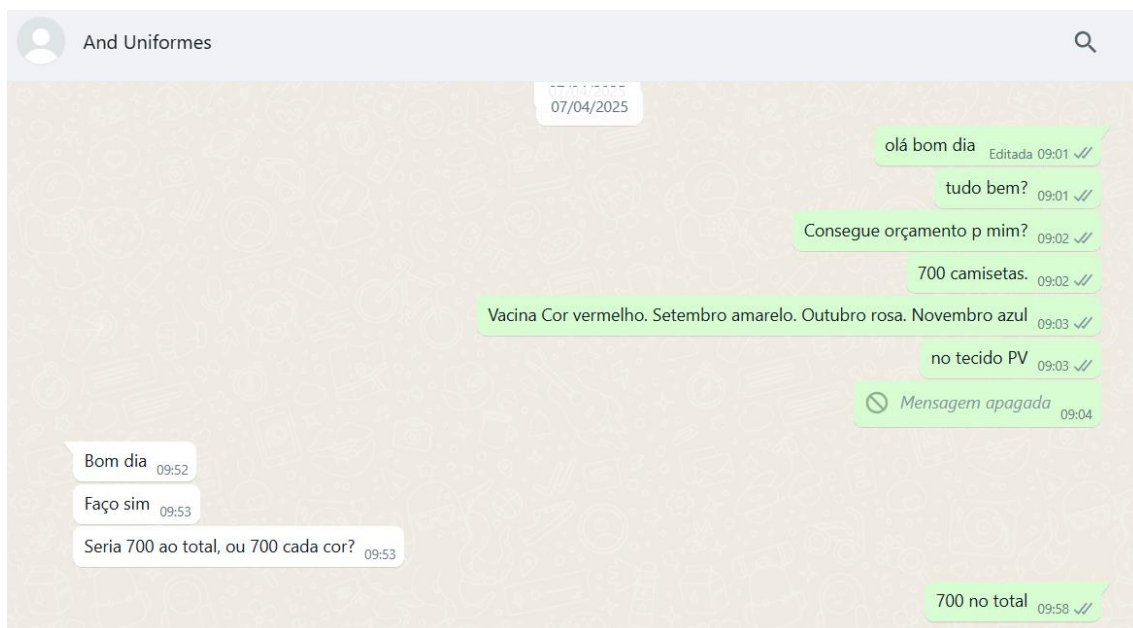 And Uniformes
07/04/2025
07/04/2025
olá bom dia Editada 09:01
tudo bem? 09:01
Consegue orçamento p mim? 09:02
700 camisetas. 09:02
Vacina Cor vermelho. Setembro amarelo. Outubro rosa. Novembro azul 09:03
no tecido PV 09:03
Mensagem apagada 09:04
Bom dia 09:52
Faço sim 09:53
Seria 700 ao total, ou 700 cada cor? 09:53
700 no total 09:58